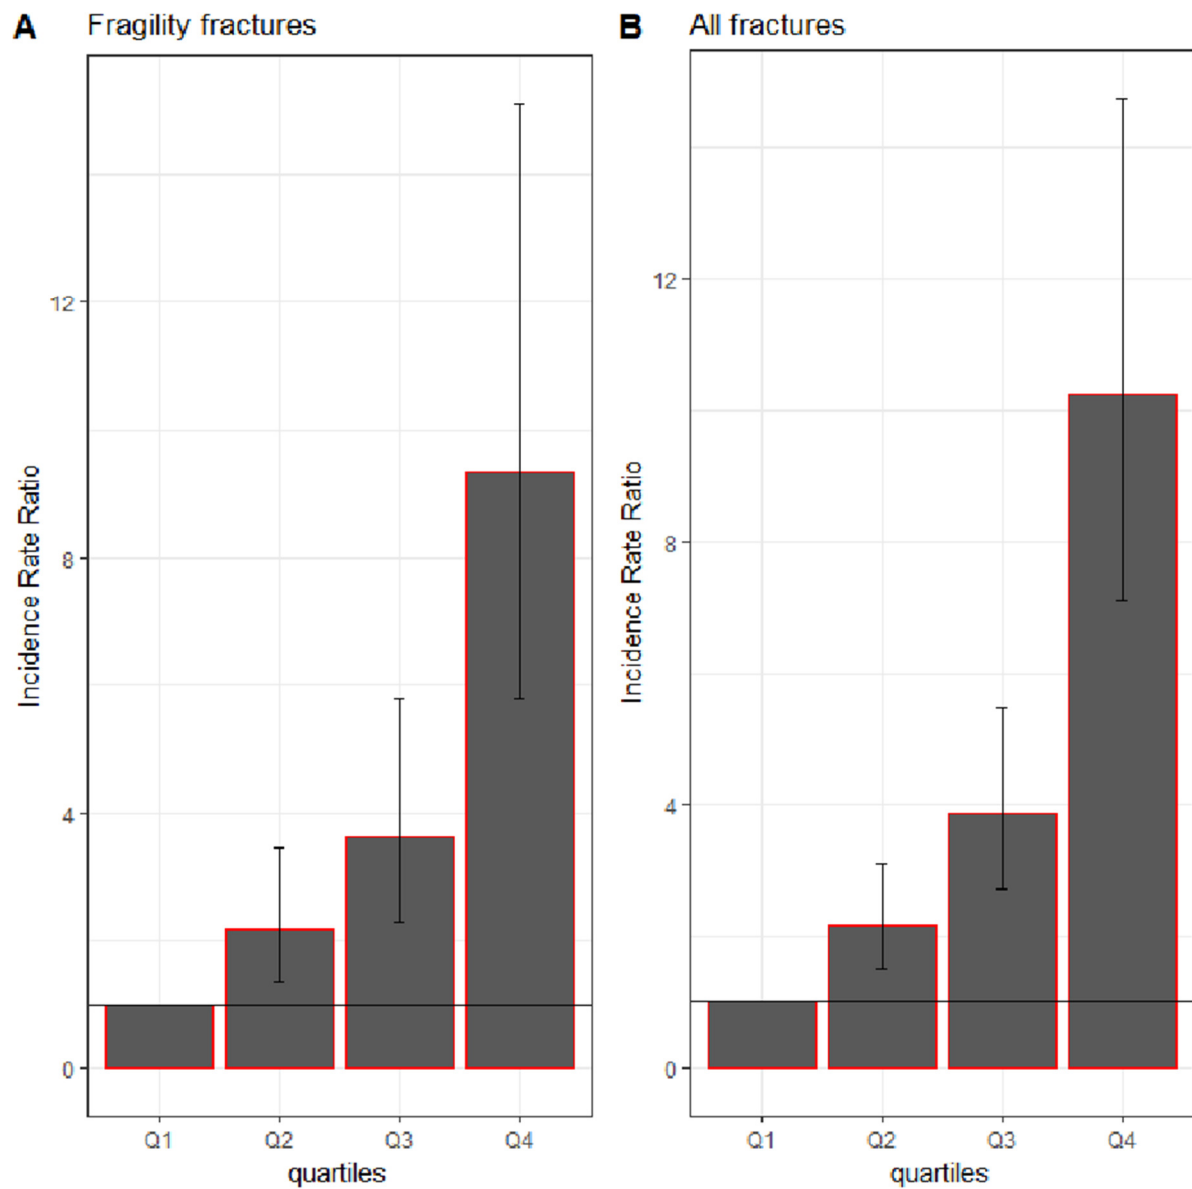 A Fragility fractures
Incidence Rate Ratio
12
8
4
0
Q1 Q2 Q3 Q4
quartiles
B All fractures
Incidence Rate Ratio
12
8
4
0
Q1 Q2 Q3 Q4
quartiles